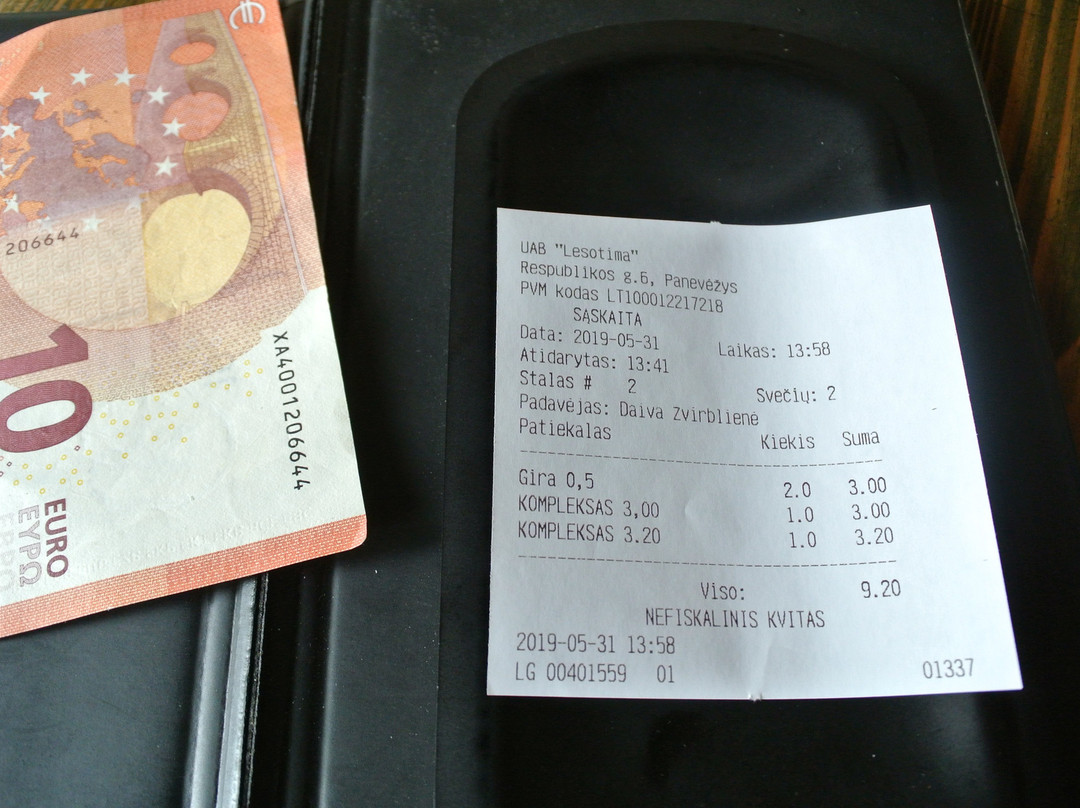 206644
10
XA4001206644
EURO
ΕΥΡΩ
ЕВРО
UAB "Lesotima"
Respublikos g.6, Panevėžys
PVM kodas LT100012217218
SĄSKAITA
Data: 2019-05-31 Laikas: 13:58
Atidarytas: 13:41
Stalas # 2 Svečių: 2
Padavėjas: Daiva Zvirblienė
Patiekalas Kiekis Suma
Gira 0,5 2.0 3.00
KOMPLEKSAS 3,00 1.0 3.00
KOMPLEKSAS 3.20 1.0 3.20
Viso: 9.20
NEFISKALINIS KVITAS
2019-05-31 13:58
LG 00401559 01 01337